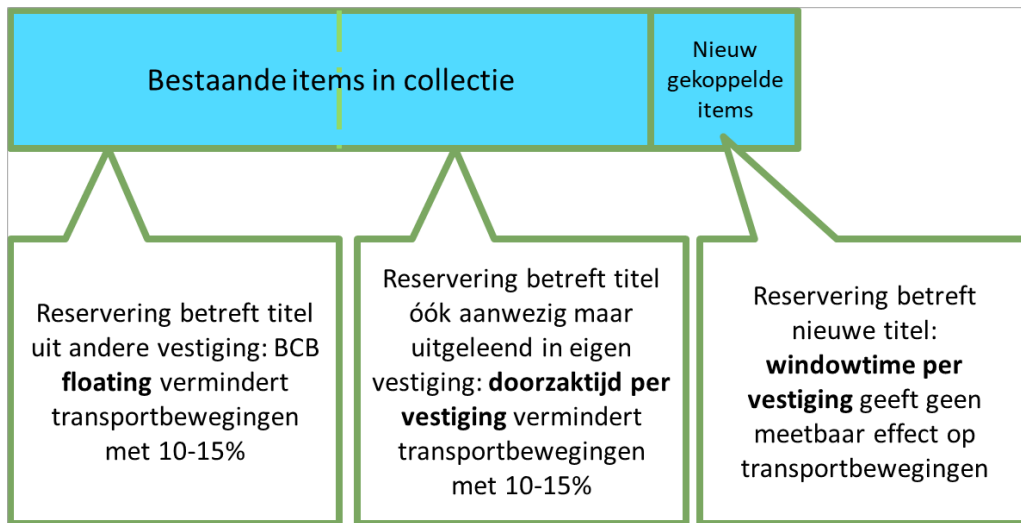 Bestaande items in collectie
Nieuw
gekoppelde
items
Reservering betreft titel
uit andere vestiging: BCB
floating vermindert
transportbewegingen
met 10-15%
Reservering betreft titel
óók aanwezig maar
uitgeleend in eigen
vestiging: doorzaktijd per
vestiging vermindert
transportbewegingen
met 10-15%
Reservering betreft
nieuwe titel:
windowtime per
vestiging geeft geen
meetbaar effect op
transportbewegingen